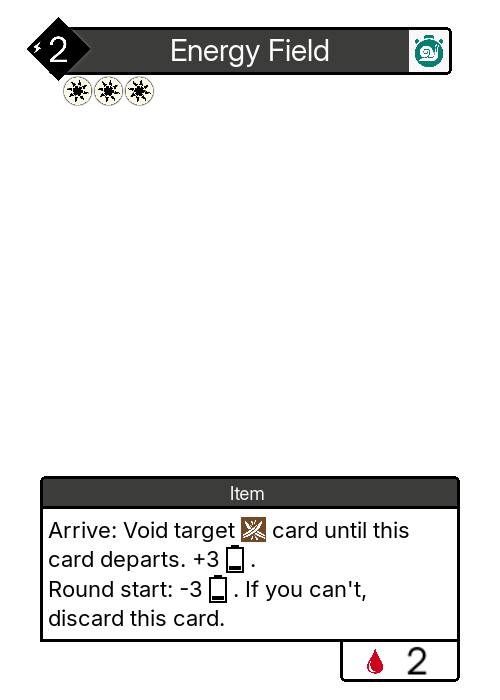 2 Energy Field
Item
Arrive: Void target card until this
card departs. +3 .
Round start: -3 . If you can't,
discard this card.
2